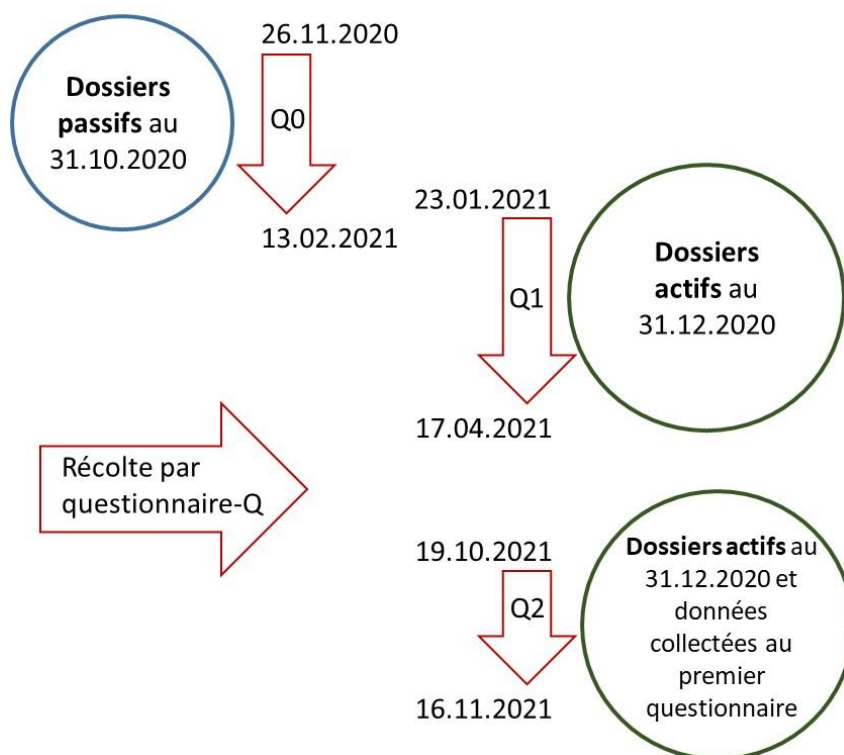 26.11.2020
Dossiers
passifs au
31.10.2020
Q0
13.02.2021
23.01.2021
Dossiers
actifs au
31.12.2020
Q1
17.04.2021
Récolte par
questionnaire-Q
19.10.2021
Dossiers actifs au
31.12.2020 et
données
collectées au
premier
questionnaire
Q2
16.11.2021